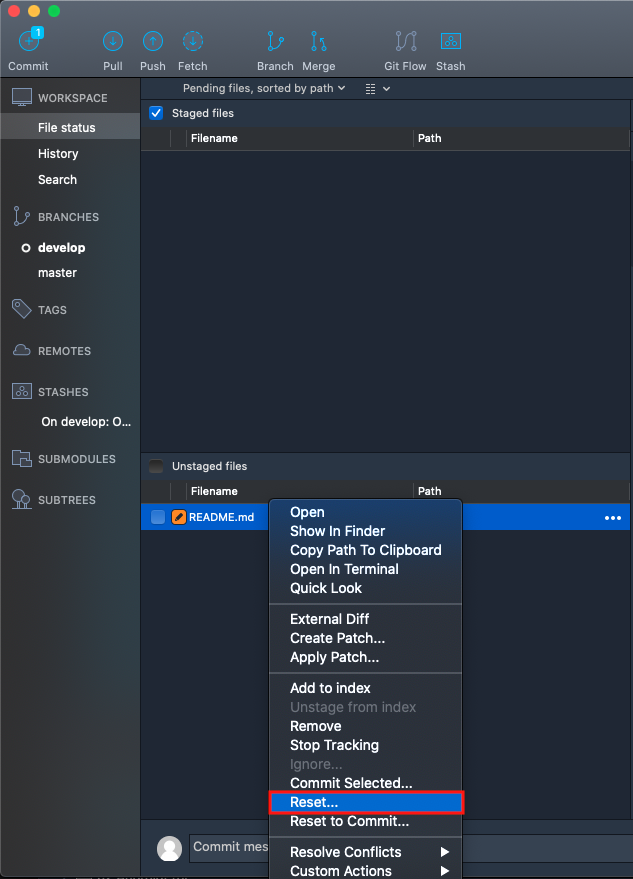 1
Commit Pull Push Fetch Branch Merge Git Flow Stash
Pending files, sorted by path
WORKSPACE
File status
History
Search
BRANCHES
develop
master
TAGS
REMOTES
STASHES
On develop: O...
SUBMODULES
SUBTREES
Staged files
Filename Path
Unstaged files
Filename Path
README.md
Open
Show In Finder
Copy Path To Clipboard
Open In Terminal
Quick Look
External Diff
Create Patch...
Apply Patch...
Add to index
Unstage from index
Remove
Stop Tracking
Ignore...
Commit Selected...
Reset...
Reset to Commit...
Resolve Conflicts
Custom Actions
Commit mes